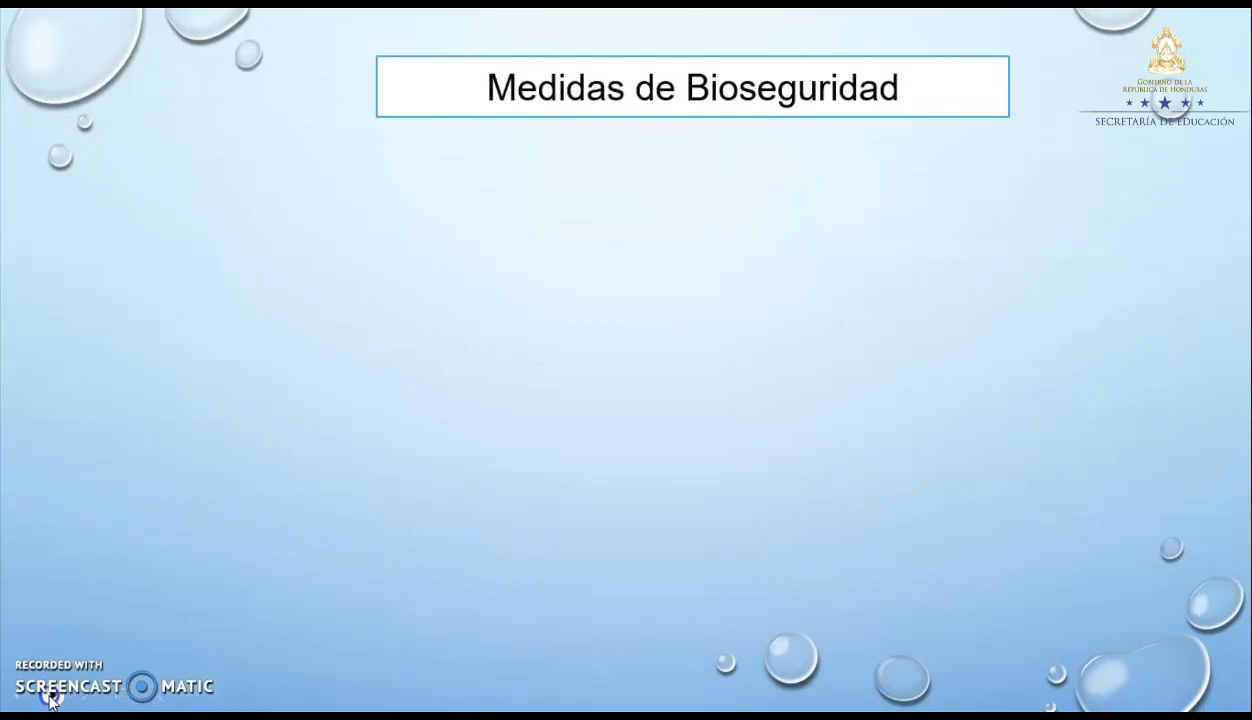 Medidas de Bioseguridad
GOBIERNO DE LA
REPÚBLICA DE HONDURAS
SECRETARÍA DE EDUCACIÓN
RECORDED WITH
SCREENCAST MATIC